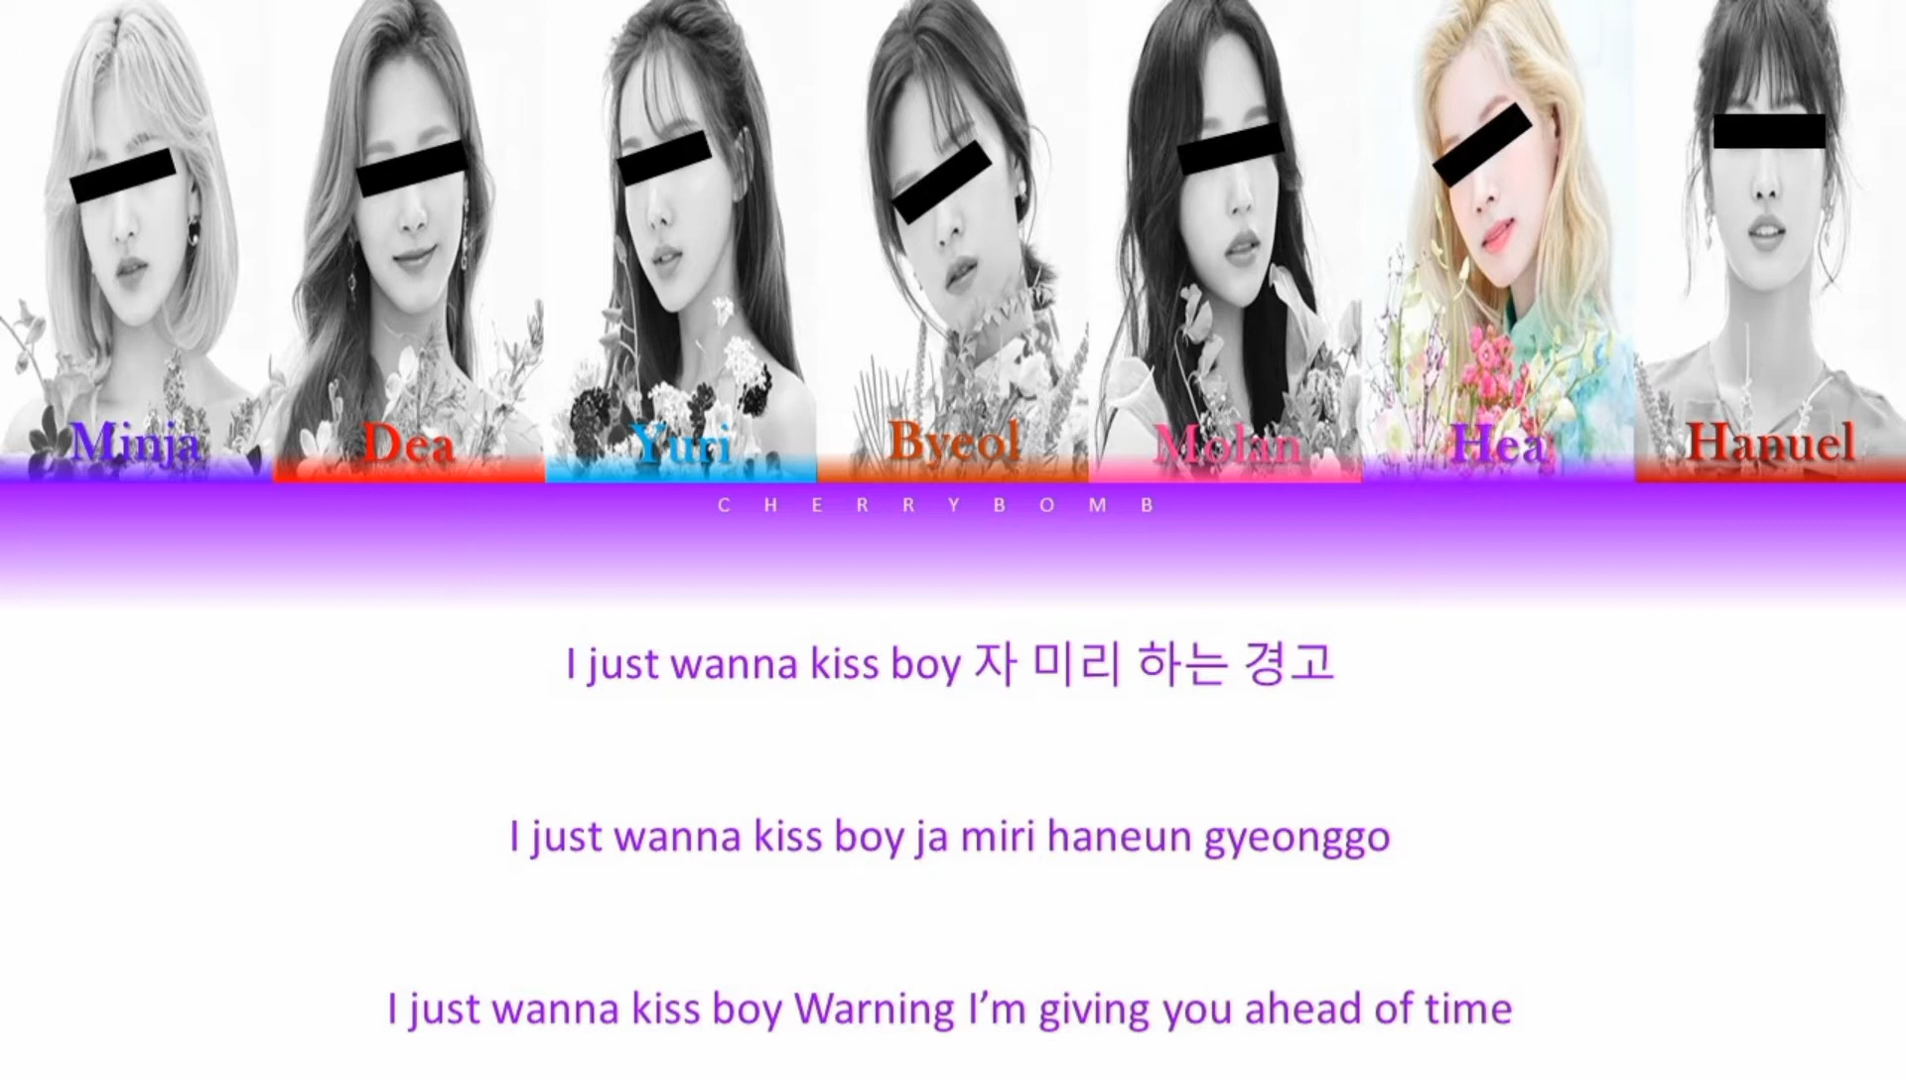 Minja Dea Yuri Byeol Molan Hea Hanuel
CHERRYBOMB
I just wanna kiss boy 자 미리 하는 경고
I just wanna kiss boy ja miri haneun gyeonggo
I just wanna kiss boy Warning I’m giving you ahead of time